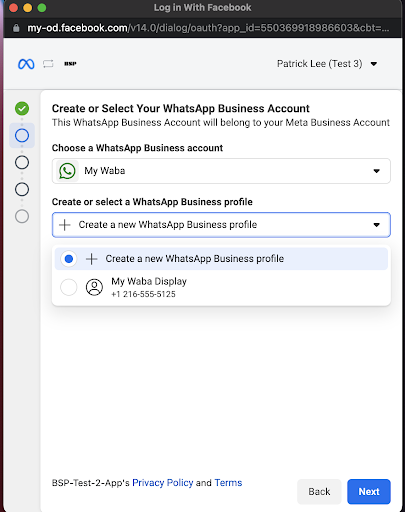 Log in With Facebook
my-od.facebook.com/v14.0/dialog/oauth?app_id=550369918986603&cbt=...
BSP
Patrick Lee (Test 3)
Create or Select Your WhatsApp Business Account
This WhatsApp Business Account will belong to your Meta Business Account
Choose a WhatsApp Business account
My Waba
Create or select a WhatsApp Business profile
Create a new WhatsApp Business profile
Create a new WhatsApp Business profile
My Waba Display
+1 216-555-5125
BSP-Test-2-App's Privacy Policy and Terms
Back
Next